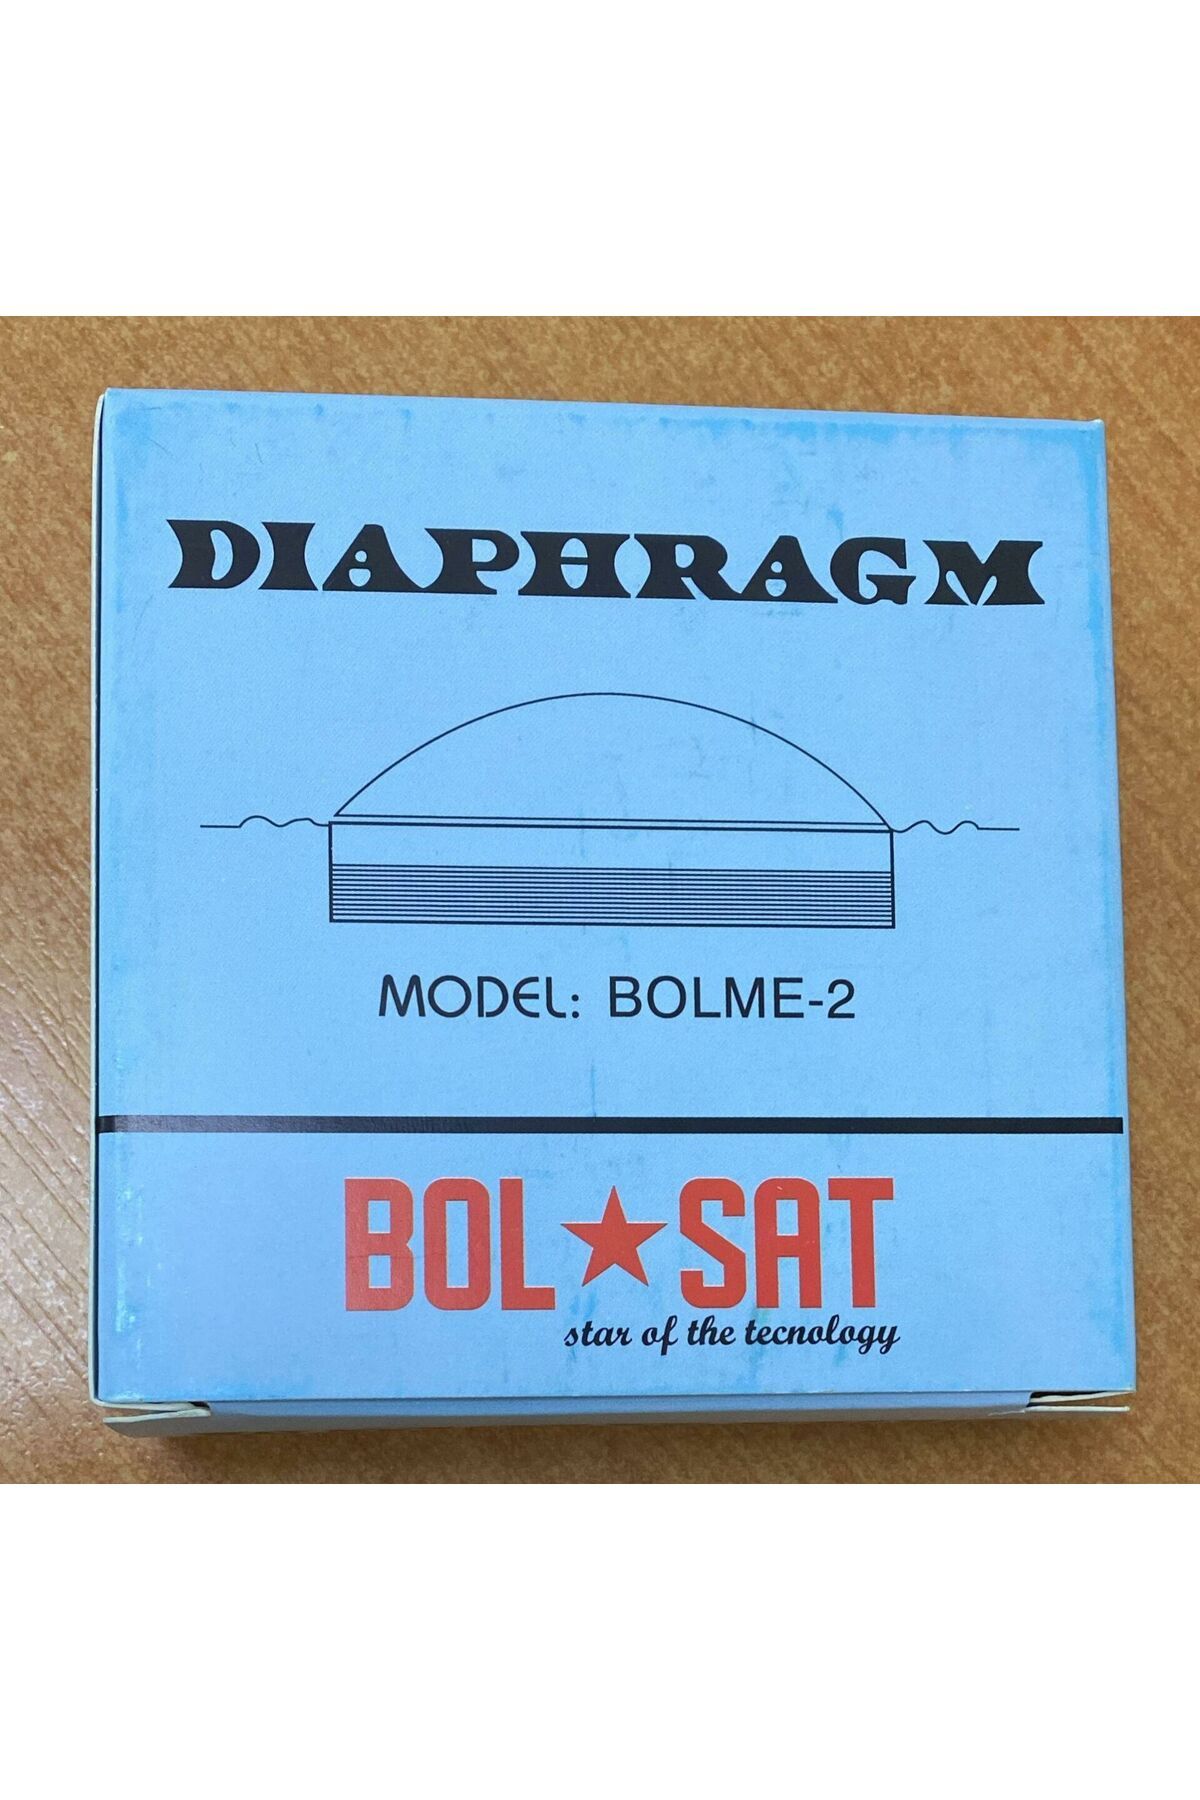 DIAPHRAGM
MODEL: BOLME-2
BOL★SAT
star of the tecnology